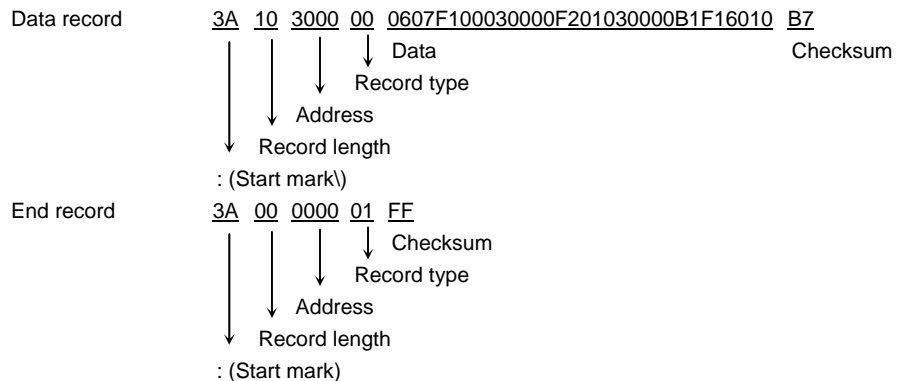 Data record 3A 10 3000 00 0607F100030000F201030000B1F16010 B7
Data Checksum
Record type
Address
Record length
: (Start mark\)
End record 3A 00 0000 01 FF
Checksum
Record type
Address
Record length
: (Start mark)